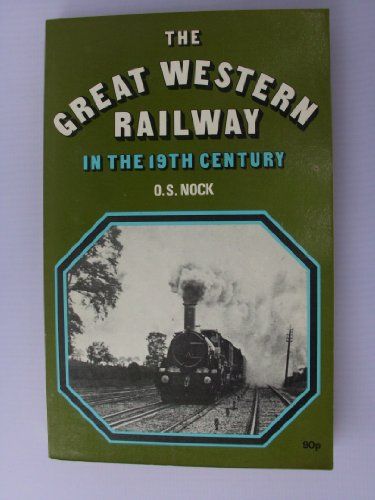 THE
GREAT WESTERN
RAILWAY
IN THE 19TH CENTURY
O.S. NOCK
90p